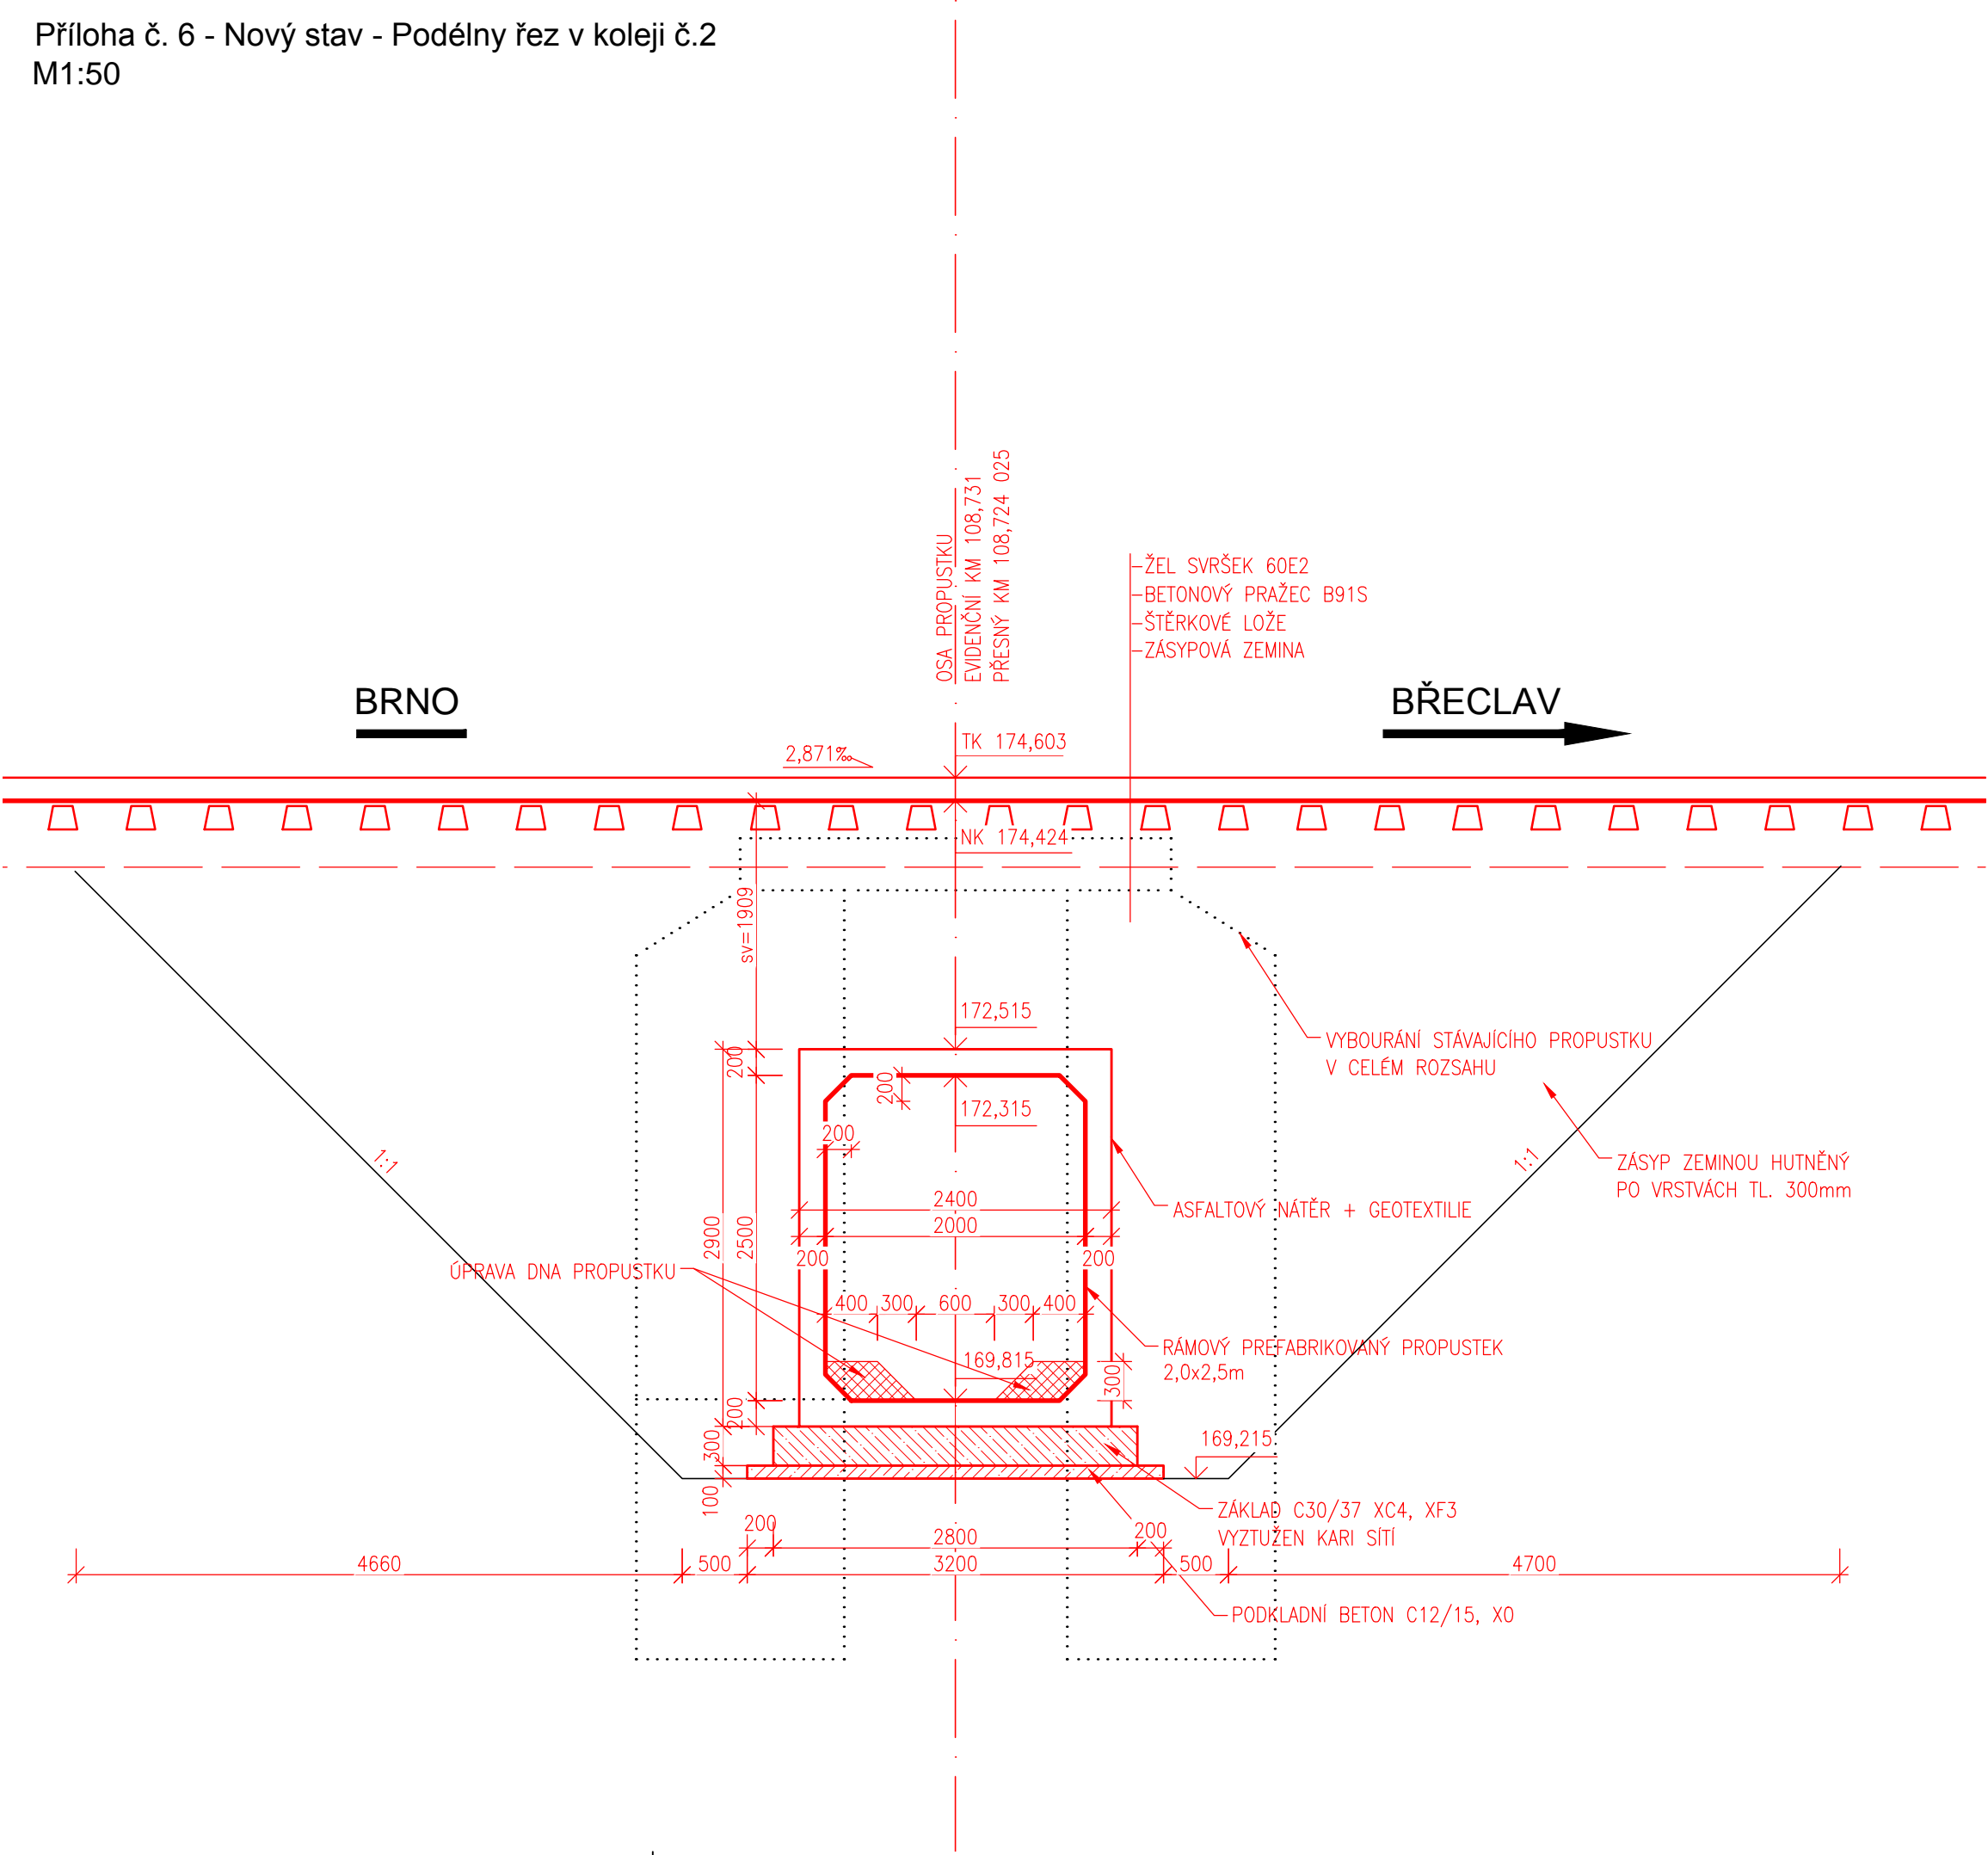 Příloha č. 6 - Nový stav - Podélny řez v koleji č.2
M1:50
OSA PROPUSTKU
EVIDENČNÍ KM 108,731
PŘESNÝ KM 108,724 025
ŽEL SVRŠEK 60E2
BETONOVÝ PRAŽEC B91S
ŠTĚRKOVÉ LOŽE
ZÁSYPOVÁ ZEMINA
BRNO
BŘECLAV
2,871‰
TK 174,603
NK 174,424
sv=1909
172,515
VYBOURÁNÍ STÁVAJÍCÍHO PROPUSTKU
V CELÉM ROZSAHU
200
200
172,315
200
1:1
1:1
ZÁSYP ZEMINOU HUTNĚNÝ
PO VRSTVÁCH TL. 300mm
2400
ASFALTOVÝ NÁTĚR + GEOTEXTILIE
2900
2500
2000
200
200
ÚPRAVA DNA PROPUSTKU
400
300
600
300
400
RÁMOVÝ PREFABRIKOVANÝ PROPUSTEK
2,0x2,5m
169,815
300
200
300
169,215
100
ZÁKLAD C30/37 XC4, XF3
VYZTUŽEN KARI SÍTÍ
200
2800
200
4660
500
3200
500
4700
PODKLADNÍ BETON C12/15, X0